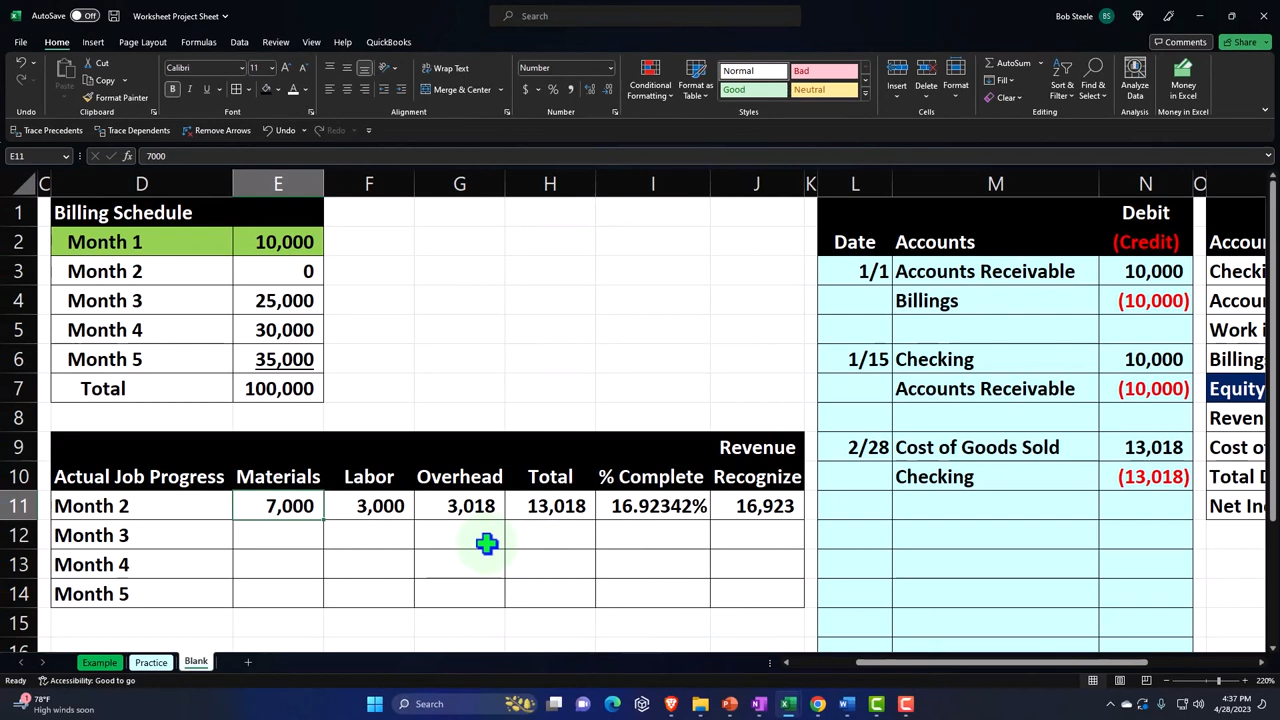 AutoSave Off Worksheet Project Sheet Search Bob Steele BS
File Home Insert Draw Page Layout Formulas Data Review View Help QuickBooks Comments Share
Calibri 11 Wrap Text Number AutoSum
Copy Fill
Paste Format Painter B I U Merge & Center $ % Conditional Formatting Format as Table Normal Bad Good Neutral Insert Delete Format Clear Sort & Filter Find & Select Analyze Data Money in Excel
Undo Clipboard Font Alignment Number Styles Cells Editing Analysis Money in Excel
Trace Precedents Trace Dependents Remove Arrows Undo Redo
E11 fx 7000
C D E F G H I J K L M N O
1 Billing Schedule Debit
2 Month 1 10,000 Date Accounts (Credit) Accou
3 Month 2 0 1/1 Accounts Receivable 10,000 Checki
4 Month 3 25,000 Billings (10,000) Accou
5 Month 4 30,000 Work i
6 Month 5 35,000 1/15 Checking 10,000 Billing
7 Total 100,000 Accounts Receivable (10,000) Equity
8 Reven
9 Revenue 2/28 Cost of Goods Sold 13,018 Cost of
10 Actual Job Progress Materials Labor Overhead Total % Complete Recognize Checking (13,018) Total D
11 Month 2 7,000 3,000 3,018 13,018 16.92342% 16,923 Net In
12 Month 3
13 Month 4
14 Month 5
15
16
Example Practice Blank
Ready Accessibility: Good to go 220%
1 78°F High winds soon Search 4:37 PM 4/28/2023